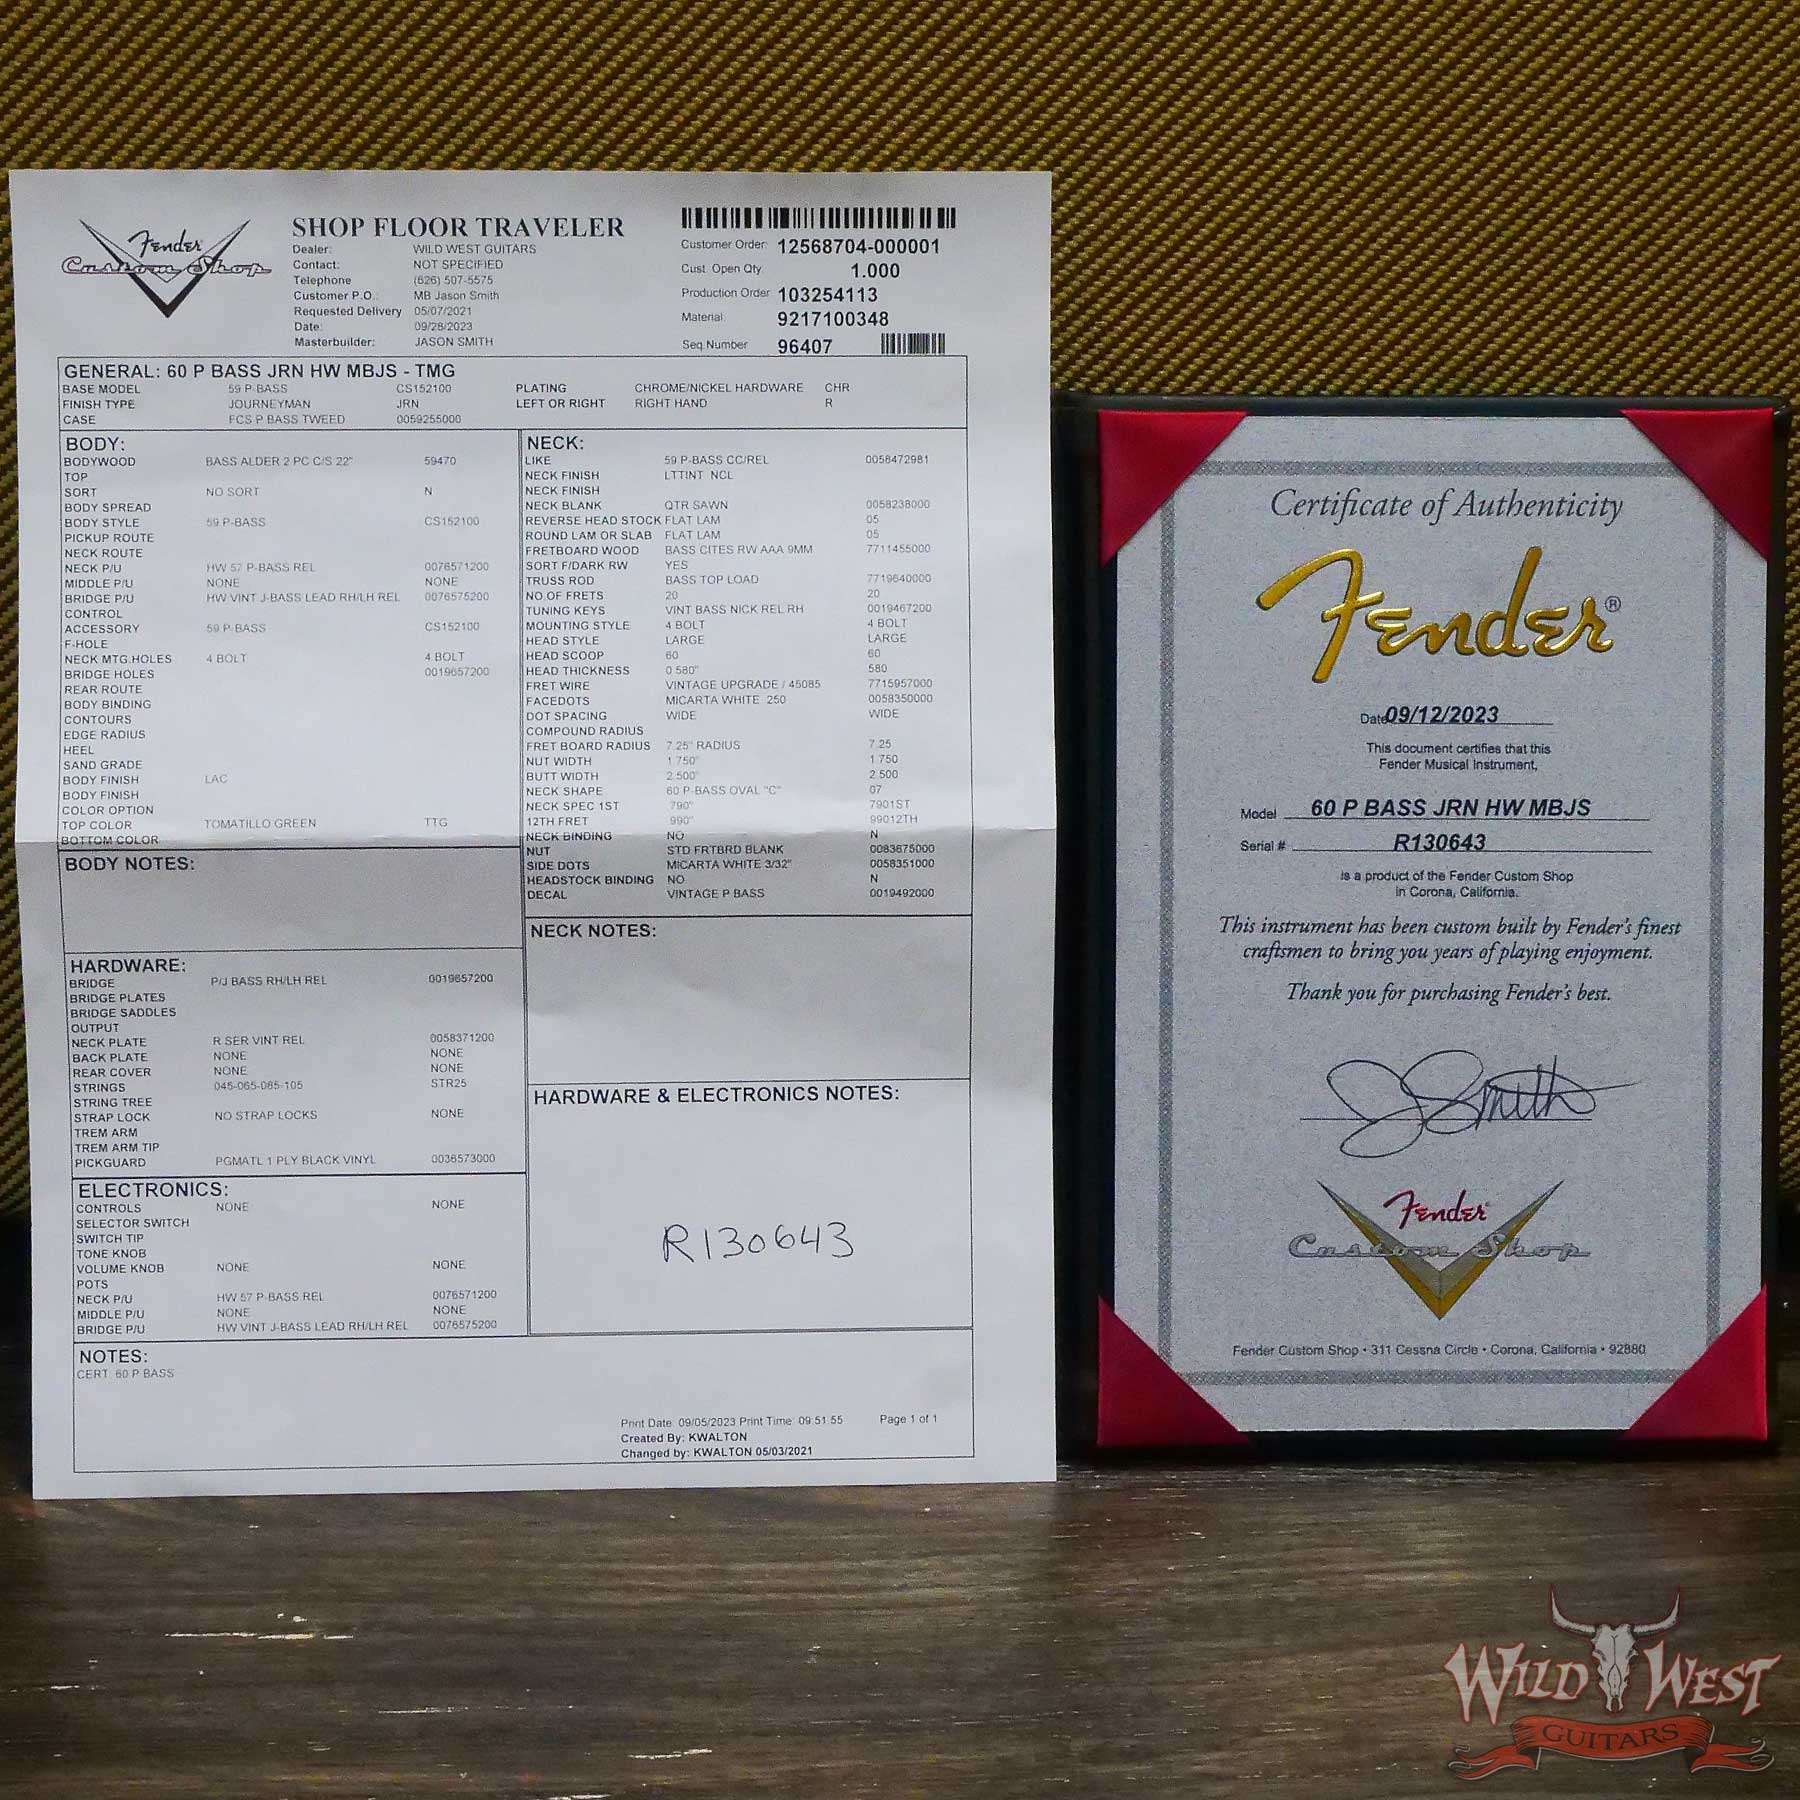 Fender
Custom Shop
SHOP FLOOR TRAVELER
Dealer: WILD WEST GUITARS
Contact: NOT SPECIFIED
Telephone (626) 507-5575
Customer P.O.: MB Jason Smith
Requested Delivery 05/07/2021
Date: 09/28/2023
Masterbuilder: JASON SMITH
Customer Order: 12568704-000001
Cust. Open Qty. 1.000
Production Order 103254113
Material: 9217100348
Seq.Number 96407
GENERAL: 60 P BASS JRN HW MBJS - TMG
BASE MODEL 59 P-BASS CS152100 PLATING CHROME/NICKEL HARDWARE CHR
FINISH TYPE JOURNEYMAN JRN LEFT OR RIGHT RIGHT HAND R
CASE FCS P BASS TWEED 0059255000
BODY:
BODYWOOD BASS ALDER 2 PC C/S 22" 59470
TOP
SORT NO SORT N
BODY SPREAD
BODY STYLE 59 P-BASS CS152100
PICKUP ROUTE
NECK ROUTE
NECK P/U HW 57 P-BASS REL 0076571200
MIDDLE P/U NONE NONE
BRIDGE P/U HW VINT J-BASS LEAD RH/LH REL 0076575200
CONTROL
ACCESSORY 59 P-BASS CS152100
F-HOLE
NECK MTG.HOLES 4 BOLT 4 BOLT
BRIDGE HOLES 0019657200
REAR ROUTE
BODY BINDING
CONTOURS
EDGE RADIUS
HEEL
SAND GRADE
BODY FINISH LAC
BODY FINISH
COLOR OPTION
TOP COLOR TOMATILLO GREEN TTG
BOTTOM COLOR
BODY NOTES:
HARDWARE:
BRIDGE P/J BASS RH/LH REL 0019657200
BRIDGE PLATES
BRIDGE SADDLES
OUTPUT
NECK PLATE R SER VINT REL 0058371200
BACK PLATE NONE NONE
REAR COVER NONE NONE
STRINGS 045-065-085-105 STR25
STRING TREE
STRAP LOCK NO STRAP LOCKS NONE
TREM ARM
TREM ARM TIP
PICKGUARD PGMATL 1 PLY BLACK VINYL 0036573000
ELECTRONICS:
CONTROLS NONE NONE
SELECTOR SWITCH
SWITCH TIP
TONE KNOB
VOLUME KNOB NONE NONE
POTS
NECK P/U HW 57 P-BASS REL 0076571200
MIDDLE P/U NONE NONE
BRIDGE P/U HW VINT J-BASS LEAD RH/LH REL 0076575200
NECK:
LIKE 59 P-BASS CC/REL 0058472981
NECK FINISH LTTINT NCL
NECK FINISH
NECK BLANK QTR SAWN 0058238000
REVERSE HEAD STOCK FLAT LAM 05
ROUND LAM OR SLAB FLAT LAM 05
FRETBOARD WOOD BASS CITES RW AAA 9MM 7711455000
SORT F/DARK RW YES
TRUSS ROD BASS TOP LOAD 7719640000
NO.OF FRETS 20 20
TUNING KEYS VINT BASS NICK REL RH 0019467200
MOUNTING STYLE 4 BOLT 4 BOLT
HEAD STYLE LARGE LARGE
HEAD SCOOP 60 60
HEAD THICKNESS 0.580" 580
FRET WIRE VINTAGE UPGRADE / 45085 7715957000
FACEDOTS MICARTA WHITE .250 0058350000
DOT SPACING WIDE WIDE
COMPOUND RADIUS
FRET BOARD RADIUS 7.25" RADIUS 7.25
NUT WIDTH 1.750" 1.750
BUTT WIDTH 2.500" 2.500
NECK SHAPE 60 P-BASS OVAL "C" 07
NECK SPEC 1ST .790" 7901ST
12TH FRET .990" 99012TH
NECK BINDING NO N
NUT STD FRTBRD BLANK 0083675000
SIDE DOTS MICARTA WHITE 3/32" 0058351000
HEADSTOCK BINDING NO N
DECAL VINTAGE P BASS 0019492000
NECK NOTES:
HARDWARE & ELECTRONICS NOTES:
R130643
NOTES:
CERT 60 P BASS
Print Date: 09/05/2023 Print Time: 09:51:55 Page 1 of 1
Created By: KWALTON
Changed by: KWALTON 05/03/2021
Certificate of Authenticity
Fender®
Date 09/12/2023
This document certifies that this
Fender Musical Instrument,
Model 60 P BASS JRN HW MBJS
Serial # R130643
is a product of the Fender Custom Shop
in Corona, California.
This instrument has been custom built by Fender's finest
craftsmen to bring you years of playing enjoyment.
Thank you for purchasing Fender's best.
J Smith
Fender
Custom Shop
Fender Custom Shop • 311 Cessna Circle • Corona, California • 92880
WILD WEST
GUITARS